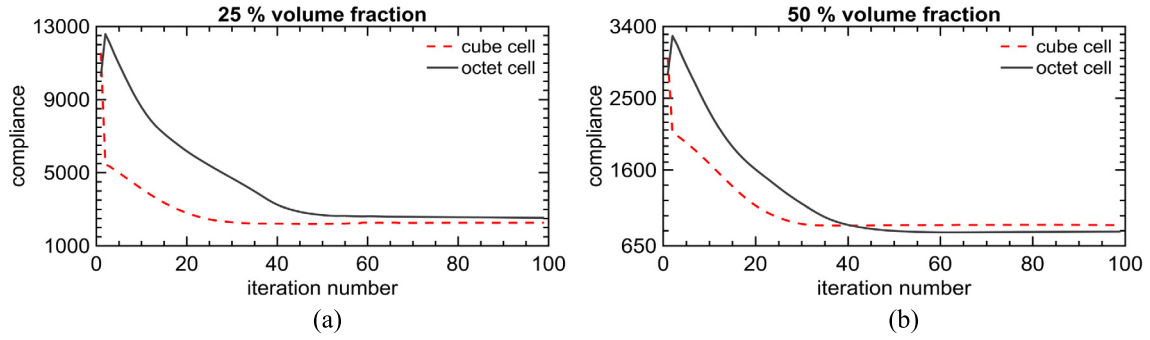 25 % volume fraction
13000
9000
5000
1000
compliance
cube cell
octet cell
0 20 40 60 80 100
iteration number
(a)
50 % volume fraction
3400
2500
1600
650
compliance
cube cell
octet cell
0 20 40 60 80 100
iteration number
(b)